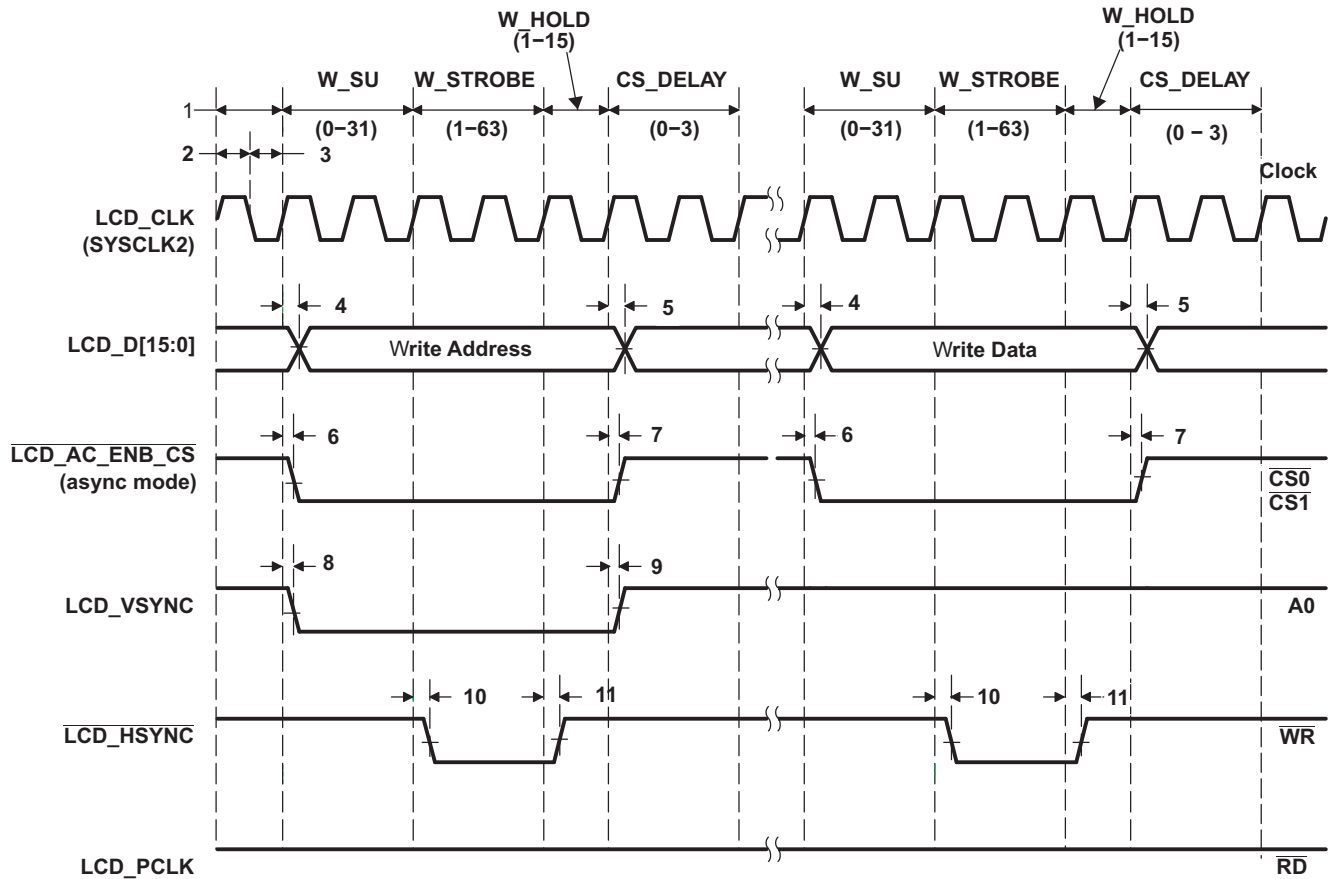 W_HOLD
(1−15)
W_HOLD
(1−15)
W_SU
W_STROBE
CS_DELAY
W_SU
W_STROBE
CS_DELAY
1
(0−31)
(1−63)
(0−3)
(0−31)
(1−63)
(0 − 3)
2
3
Clock
LCD_CLK
(SYSCLK2)
4
5
4
5
LCD_D[15:0]
Write Address
Write Data
6
7
6
7
LCD_AC_ENB_CS
(async mode)
CS0
CS1
8
9
LCD_VSYNC
A0
10
11
10
11
LCD_HSYNC
WR
LCD_PCLK
RD